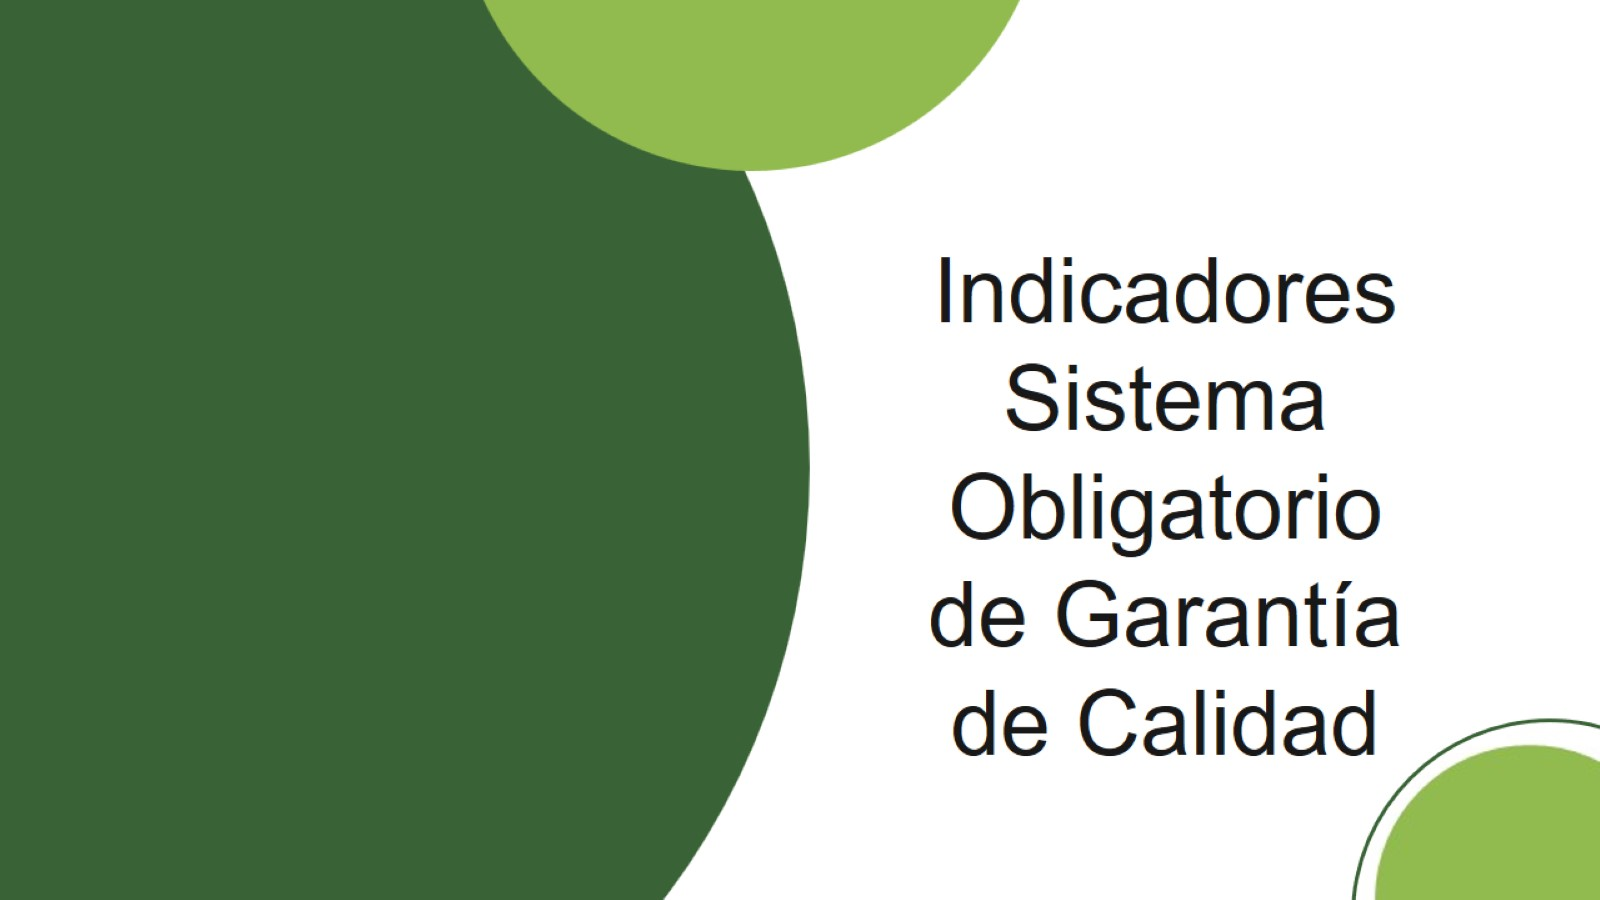 Indicadores
Sistema
Obligatorio
de Garantía
de Calidad